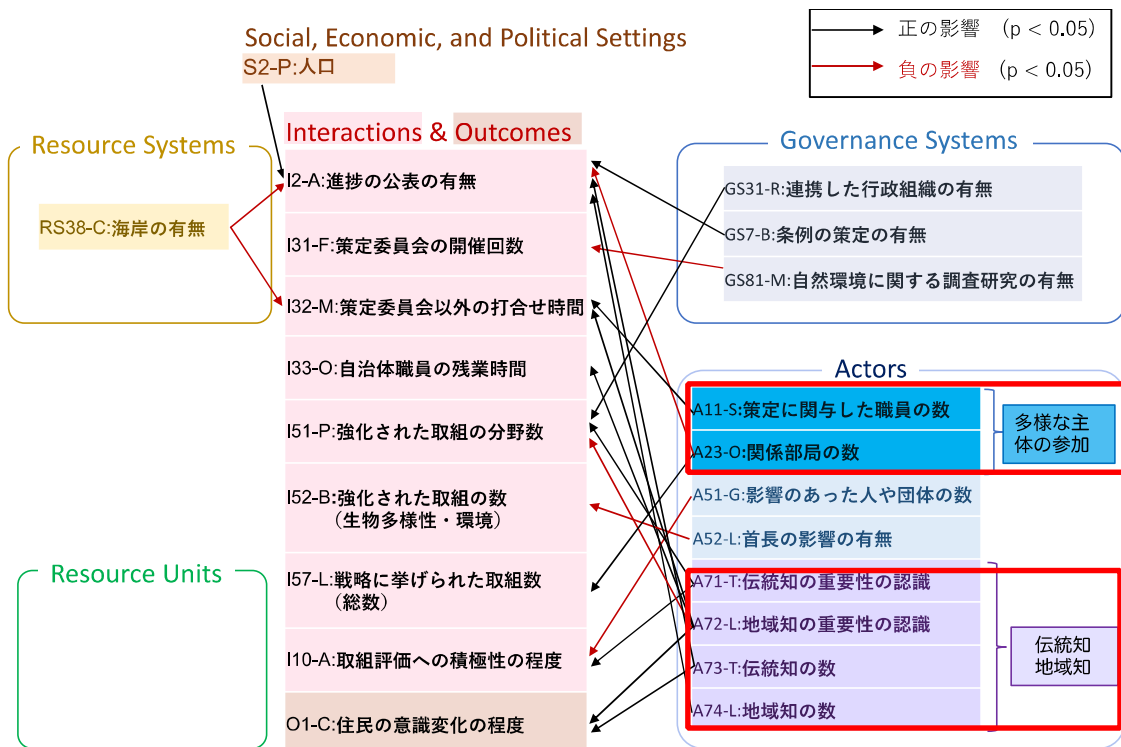 正の影響 (p < 0.05)
負の影響 (p < 0.05)
Social, Economic, and Political Settings
S2-P:人口
Resource Systems
RS38-C:海岸の有無
Resource Units
Interactions & Outcomes
I2-A:進捗の公表の有無
I31-F:策定委員会の開催回数
I32-M:策定委員会以外の打合せ時間
I33-O:自治体職員の残業時間
I51-P:強化された取組の分野数
I52-B:強化された取組の数
(生物多様性・環境)
I57-L:戦略に挙げられた取組数
(総数)
I10-A:取組評価への積極性の程度
O1-C:住民の意識変化の程度
Governance Systems
GS31-R:連携した行政組織の有無
GS7-B:条例の策定の有無
GS81-M:自然環境に関する調査研究の有無
Actors
A11-S:策定に関与した職員の数
A23-O:関係部局の数
A51-G:影響のあった人や団体の数
A52-L:首長の影響の有無
A71-T:伝統知の重要性の認識
A72-L:地域知の重要性の認識
A73-T:伝統知の数
A74-L:地域知の数
多様な主
体の参加
伝統知
地域知